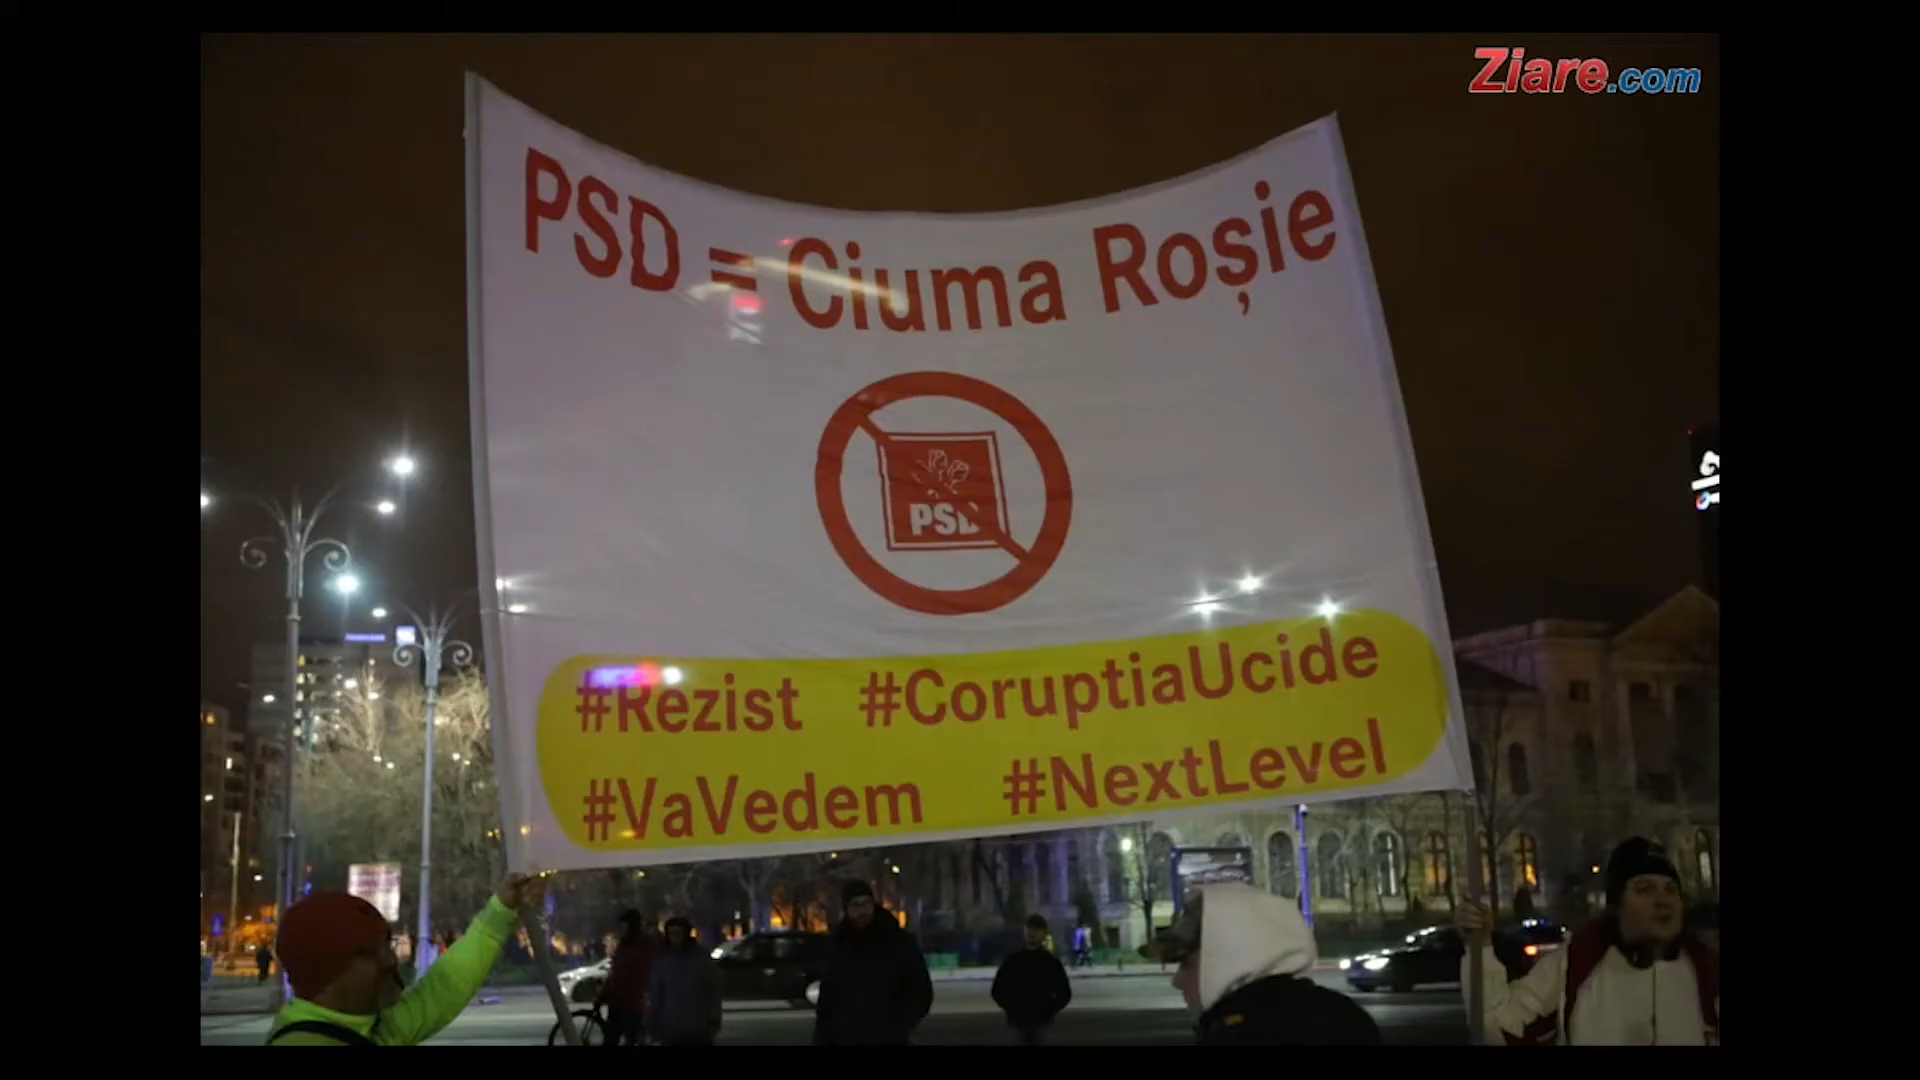 Ziare.com
PSD = Ciuma Roșie
PSD
#Rezist #CoruptiaUcide
#VaVedem #NextLevel